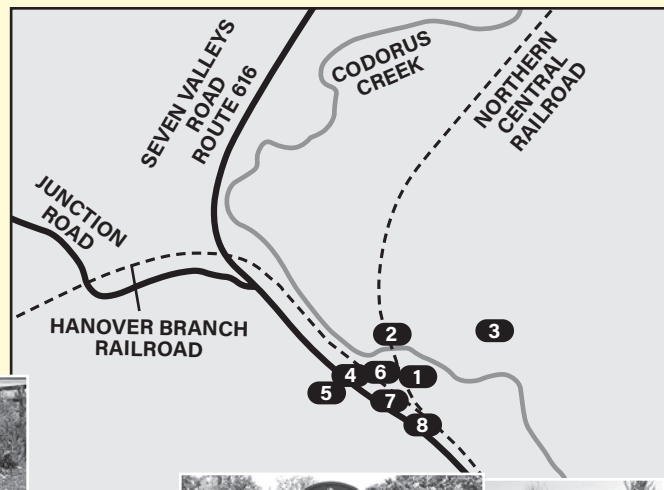 SEVEN VALLEYS
ROAD
ROUTE 616
CODORUS
CREEK
NORTHERN
CENTRAL
RAILROAD
JUNCTION
ROAD
HANOVER BRANCH
RAILROAD
2
3
4
6
1
5
7
8